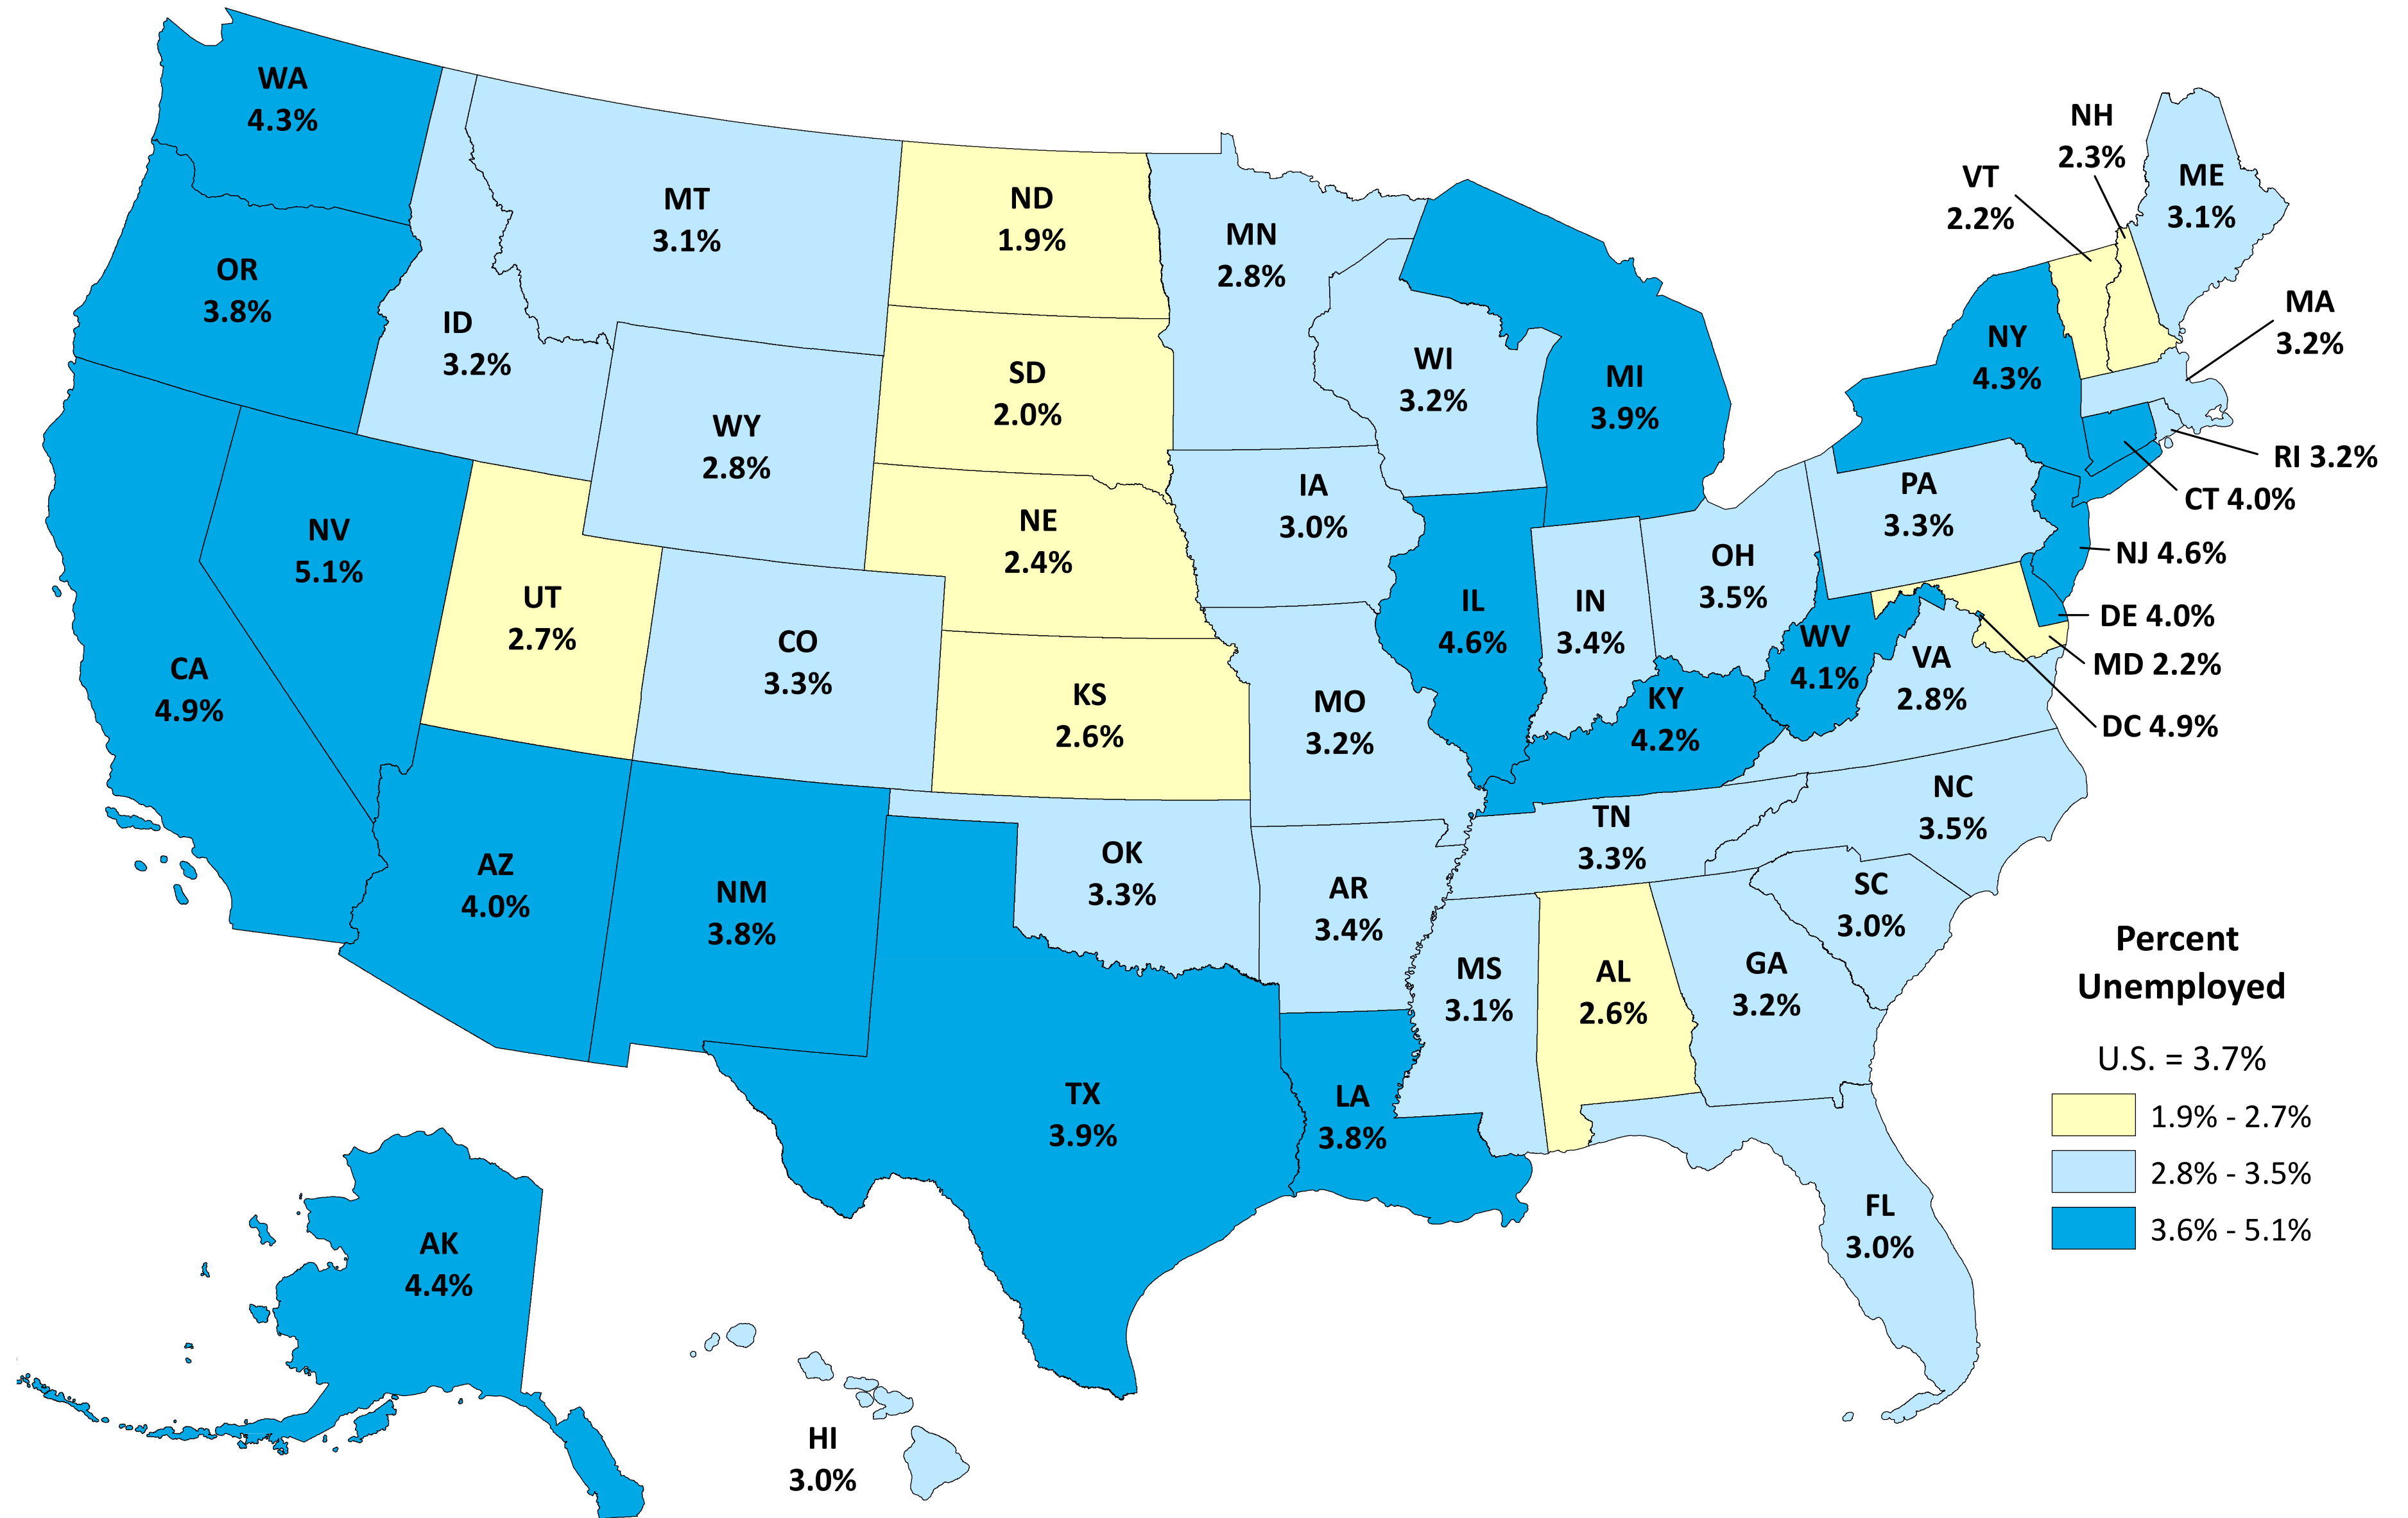 WA
4.3%
OR
3.8%
CA
4.9%
NV
5.1%
ID
3.2%
MT
3.1%
WY
2.8%
UT
2.7%
CO
3.3%
AZ
4.0%
NM
3.8%
ND
1.9%
SD
2.0%
NE
2.4%
KS
2.6%
OK
3.3%
TX
3.9%
MN
2.8%
IA
3.0%
MO
3.2%
AR
3.4%
LA
3.8%
WI
3.2%
IL
4.6%
MI
3.9%
IN
3.4%
OH
3.5%
KY
4.2%
TN
3.3%
MS
3.1%
AL
2.6%
GA
3.2%
FL
3.0%
SC
3.0%
NC
3.5%
VA
2.8%
WV
4.1%
PA
3.3%
NY
4.3%
VT
2.2%
NH
2.3%
ME
3.1%
MA
3.2%
RI 3.2%
CT 4.0%
NJ 4.6%
DE 4.0%
MD 2.2%
DC 4.9%
AK
4.4%
HI
3.0%
Percent
Unemployed
U.S. = 3.7%
1.9% - 2.7%
2.8% - 3.5%
3.6% - 5.1%